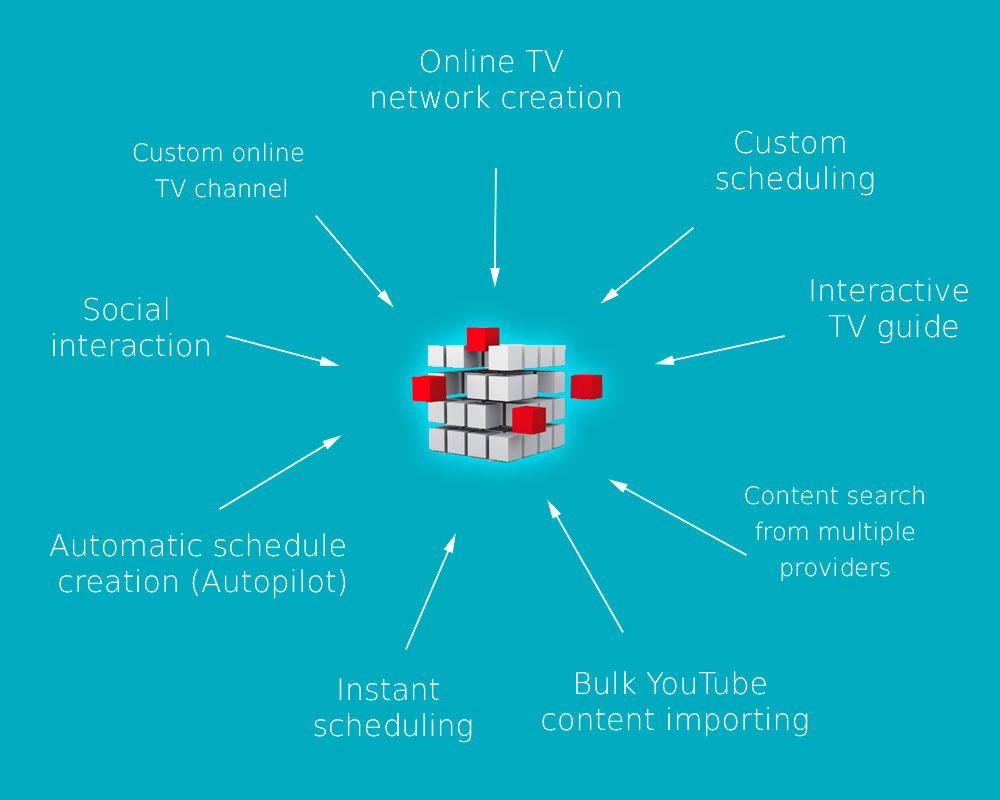 Online TV
network creation
Custom online
TV channel
Custom
scheduling
Social
interaction
Interactive
TV guide
Automatic schedule
creation (Autopilot)
Content search
from multiple
providers
Instant
scheduling
Bulk YouTube
content importing